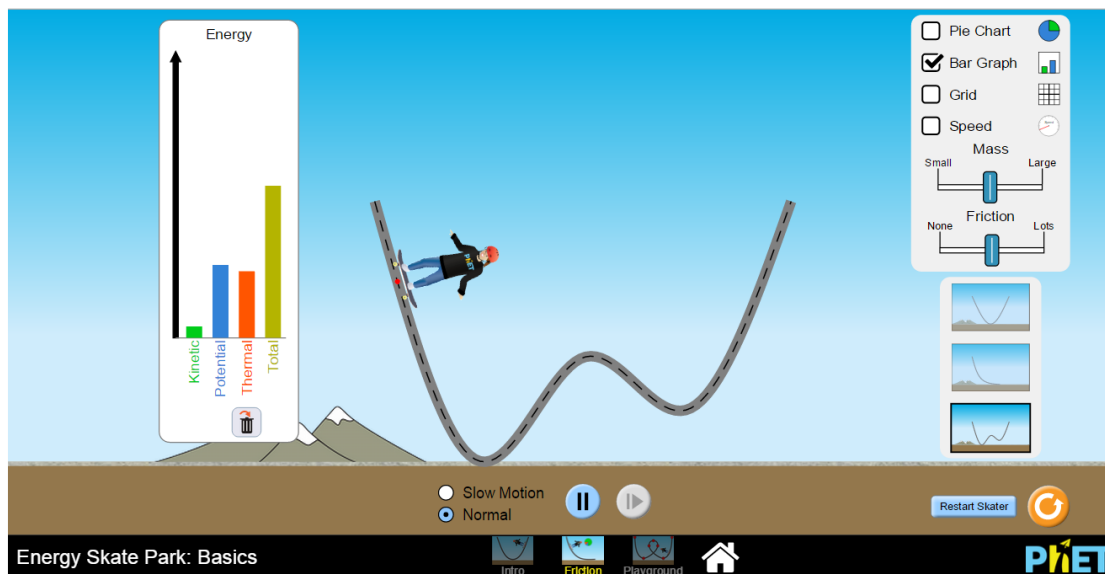 Energy
Kinetic
Potential
Thermal
Total
PhET
Pie Chart
Bar Graph
Grid
Speed
Mass
Small
Large
Friction
None
Lots
Slow Motion
Normal
Restart Skater
Energy Skate Park: Basics
Intro
Friction
Playground
PhET